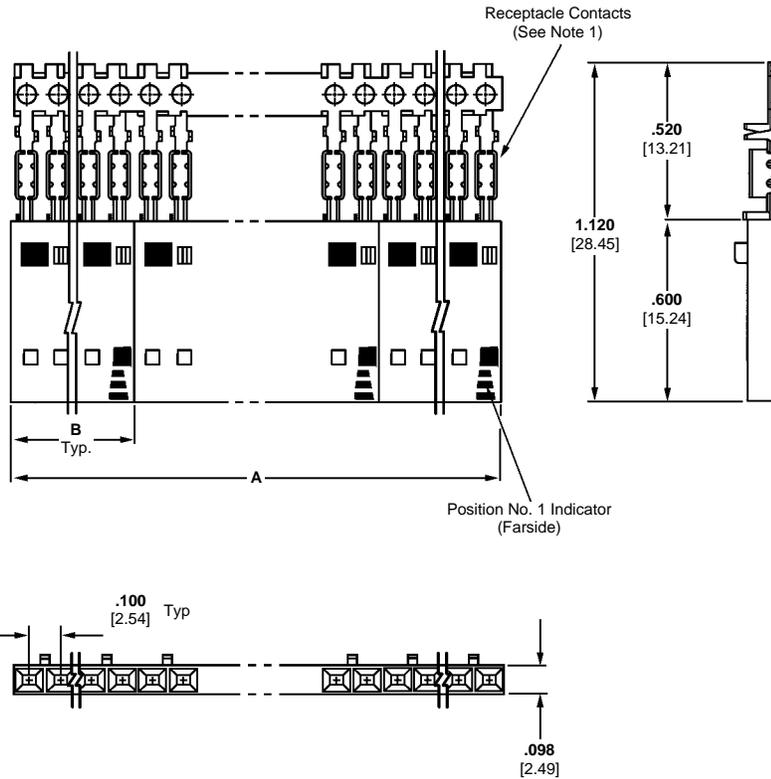 Receptacle Contacts
(See Note 1)
.520
[13.21]
1.120
[28.45]
.600
[15.24]
B
Typ.
A
Position No. 1 Indicator
(Farside)
.100
[2.54]
Typ
.098
[2.49]